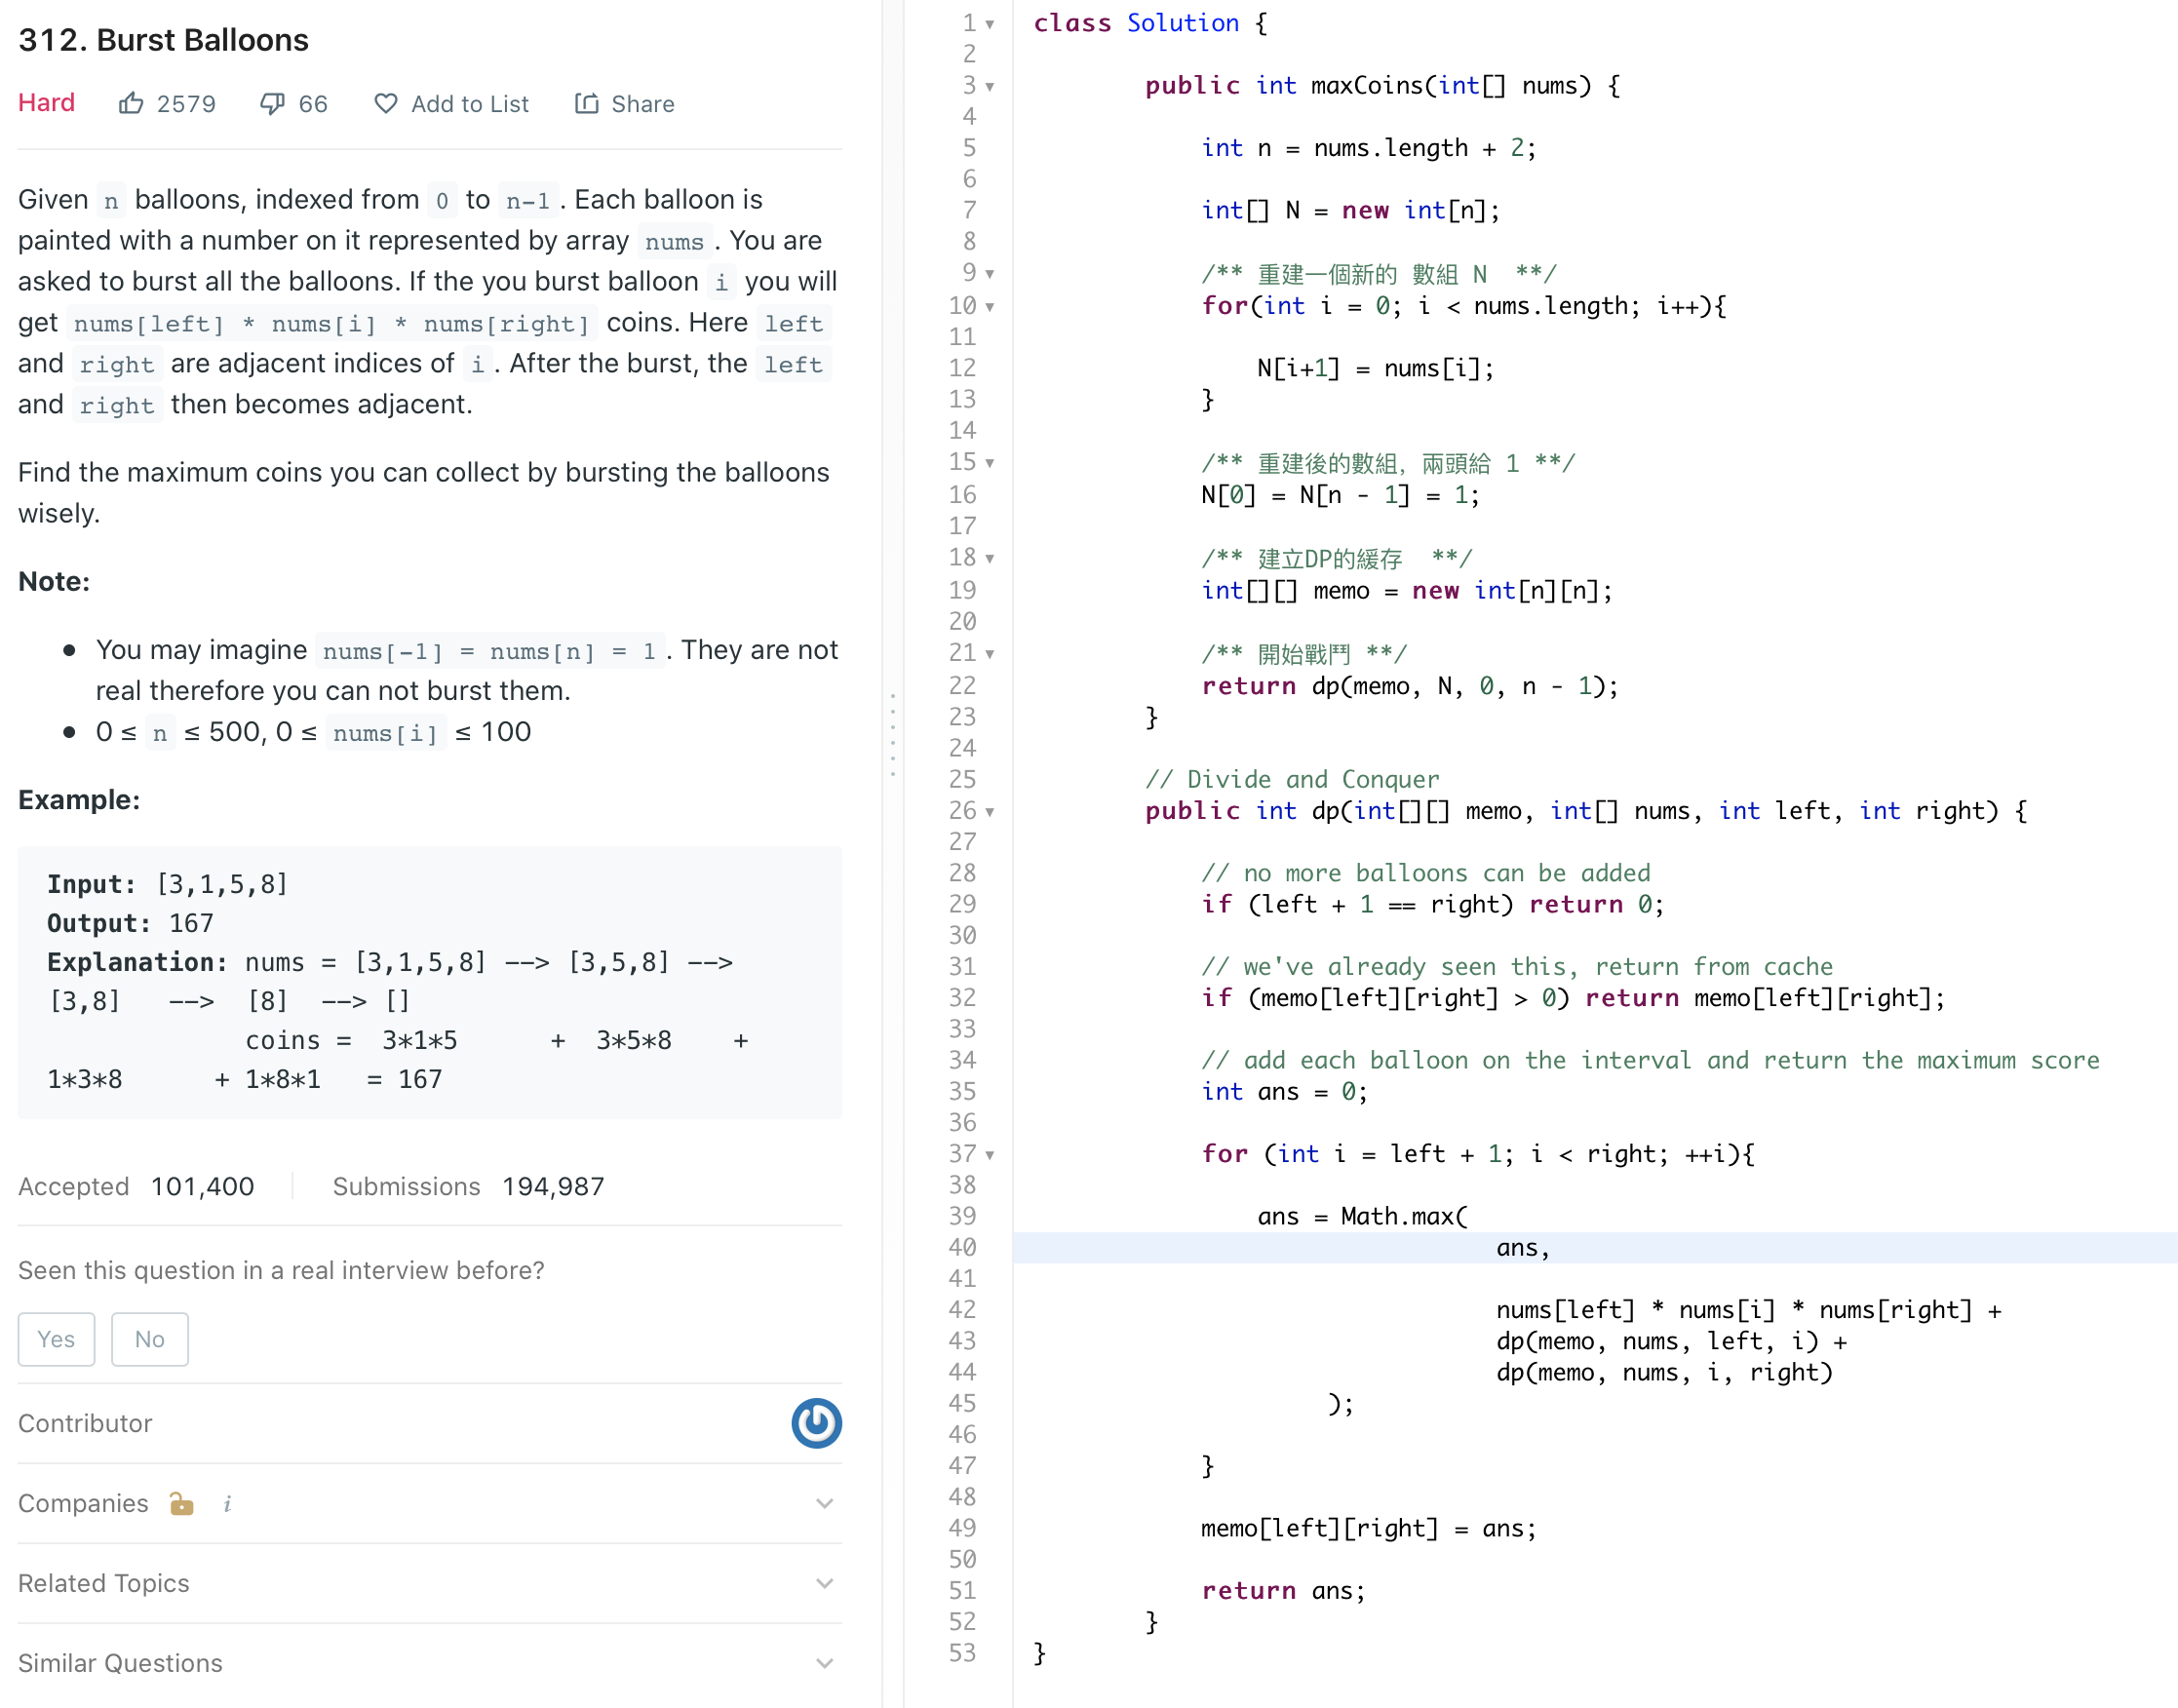 312. Burst Balloons
Hard 2579 66 Add to List Share
Given n balloons, indexed from 0 to n-1. Each balloon is
painted with a number on it represented by array nums. You are
asked to burst all the balloons. If the you burst balloon i you will
get nums[left] * nums[i] * nums[right] coins. Here left
and right are adjacent indices of i. After the burst, the left
and right then becomes adjacent.
Find the maximum coins you can collect by bursting the balloons
wisely.
Note:
• You may imagine nums[-1] = nums[n] = 1. They are not
real therefore you can not burst them.
• 0 ≤ n ≤ 500, 0 ≤ nums[i] ≤ 100
Example:
Input: [3,1,5,8]
Output: 167
Explanation: nums = [3,1,5,8] --> [3,5,8] -->
[3,8]   -->  [8]  --> []
             coins =  3*1*5      +  3*5*8    +
1*3*8      + 1*8*1   = 167
Accepted 101,400 Submissions 194,987
Seen this question in a real interview before?
Yes No
Contributor
Companies i
Related Topics
Similar Questions
1 class Solution {
2
3 public int maxCoins(int[] nums) {
4
5 int n = nums.length + 2;
6
7 int[] N = new int[n];
8
9 /** 重建一個新的 數組 N  **/
10 for(int i = 0; i < nums.length; i++){
11
12 N[i+1] = nums[i];
13 }
14
15 /** 重建後的數組, 兩頭給 1 **/
16 N[0] = N[n - 1] = 1;
17
18 /** 建立DP的緩存  **/
19 int[][] memo = new int[n][n];
20
21 /** 開始戰鬥 **/
22 return dp(memo, N, 0, n - 1);
23 }
24
25 // Divide and Conquer
26 public int dp(int[][] memo, int[] nums, int left, int right) {
27
28 // no more balloons can be added
29 if (left + 1 == right) return 0;
30
31 // we've already seen this, return from cache
32 if (memo[left][right] > 0) return memo[left][right];
33
34 // add each balloon on the interval and return the maximum score
35 int ans = 0;
36
37 for (int i = left + 1; i < right; ++i){
38
39 ans = Math.max(
40 ans,
41
42 nums[left] * nums[i] * nums[right] +
43 dp(memo, nums, left, i) +
44 dp(memo, nums, i, right)
45 );
46
47 }
48
49 memo[left][right] = ans;
50
51 return ans;
52 }
53 }